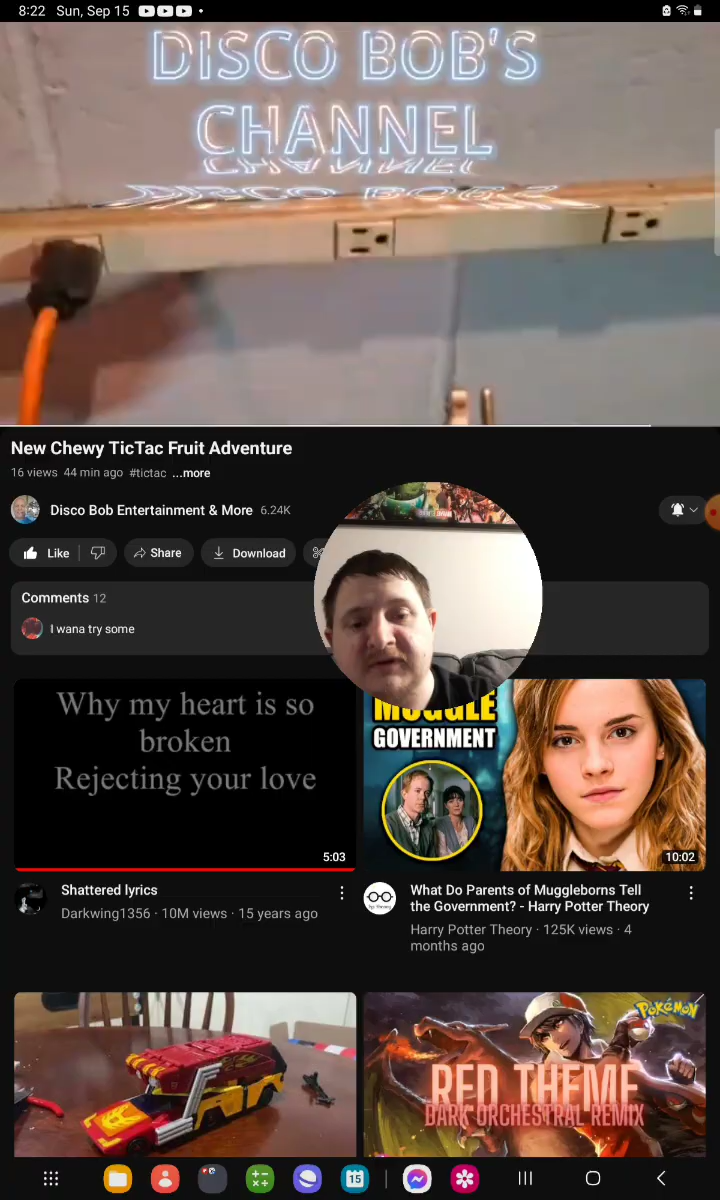 8:22 Sun, Sep 15
DISCO BOB'S
CHANNEL
New Chewy TicTac Fruit Adventure
16 views 44 min ago #tictac ...more
Disco Bob Entertainment & More 6.24K
Like
Share
Download
Comments 12
I wana try some
Why my heart is so
broken
Rejecting your love
5:03
MUGGLE
GOVERNMENT
10:02
Shattered lyrics
Darkwing1356 · 10M views · 15 years ago
What Do Parents of Muggleborns Tell
the Government? - Harry Potter Theory
Harry Potter Theory · 125K views · 4
months ago
POKéMON
RED THEME
DARK ORCHESTRAL REMIX
15